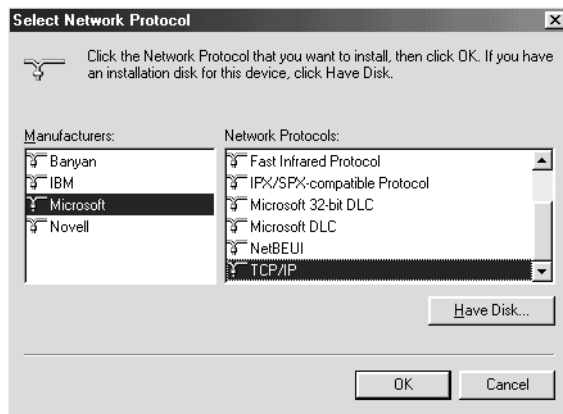 Select Network Protocol
Click the Network Protocol that you want to install, then click OK. If you have
an installation disk for this device, click Have Disk.
Manufacturers:
Banyan
IBM
Microsoft
Novell
Network Protocols:
Fast Infrared Protocol
IPX/SPX-compatible Protocol
Microsoft 32-bit DLC
Microsoft DLC
NetBEUI
TCP/IP
Have Disk...
OK
Cancel